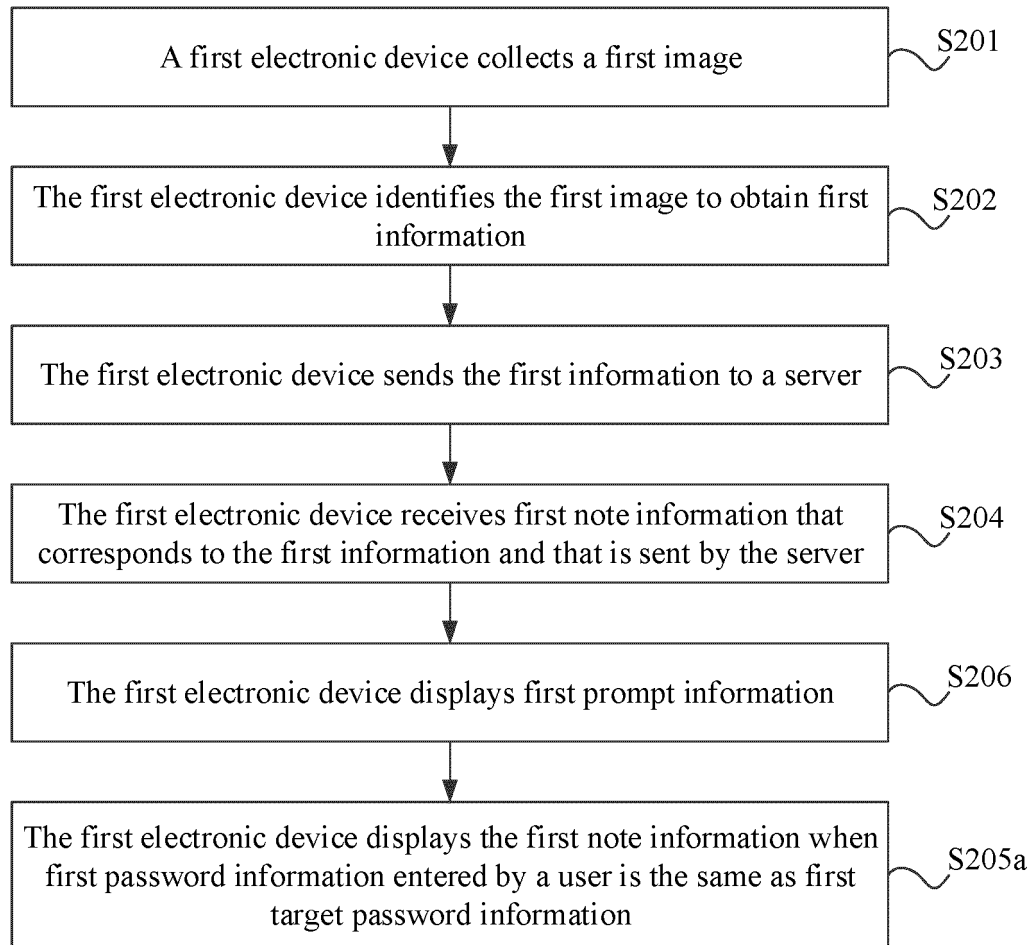 A first electronic device collects a first image
S201
The first electronic device identifies the first image to obtain first
information
S202
The first electronic device sends the first information to a server
S203
The first electronic device receives first note information that
corresponds to the first information and that is sent by the server
S204
The first electronic device displays first prompt information
S206
The first electronic device displays the first note information when
first password information entered by a user is the same as first
target password information
S205a